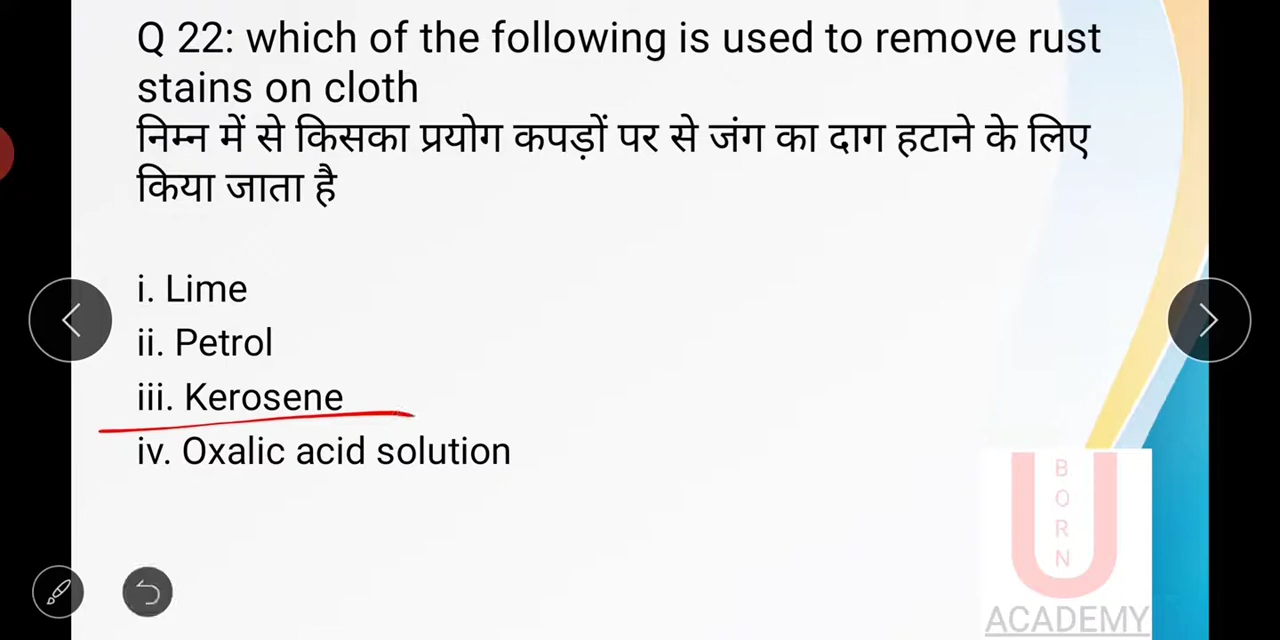 Q 22: which of the following is used to remove rust
stains on cloth
निम्न में से किसका प्रयोग कपड़ों पर से जंग का दाग हटाने के लिए
किया जाता है
i. Lime
ii. Petrol
iii. Kerosene
iv. Oxalic acid solution
U
BORN
ACADEMY